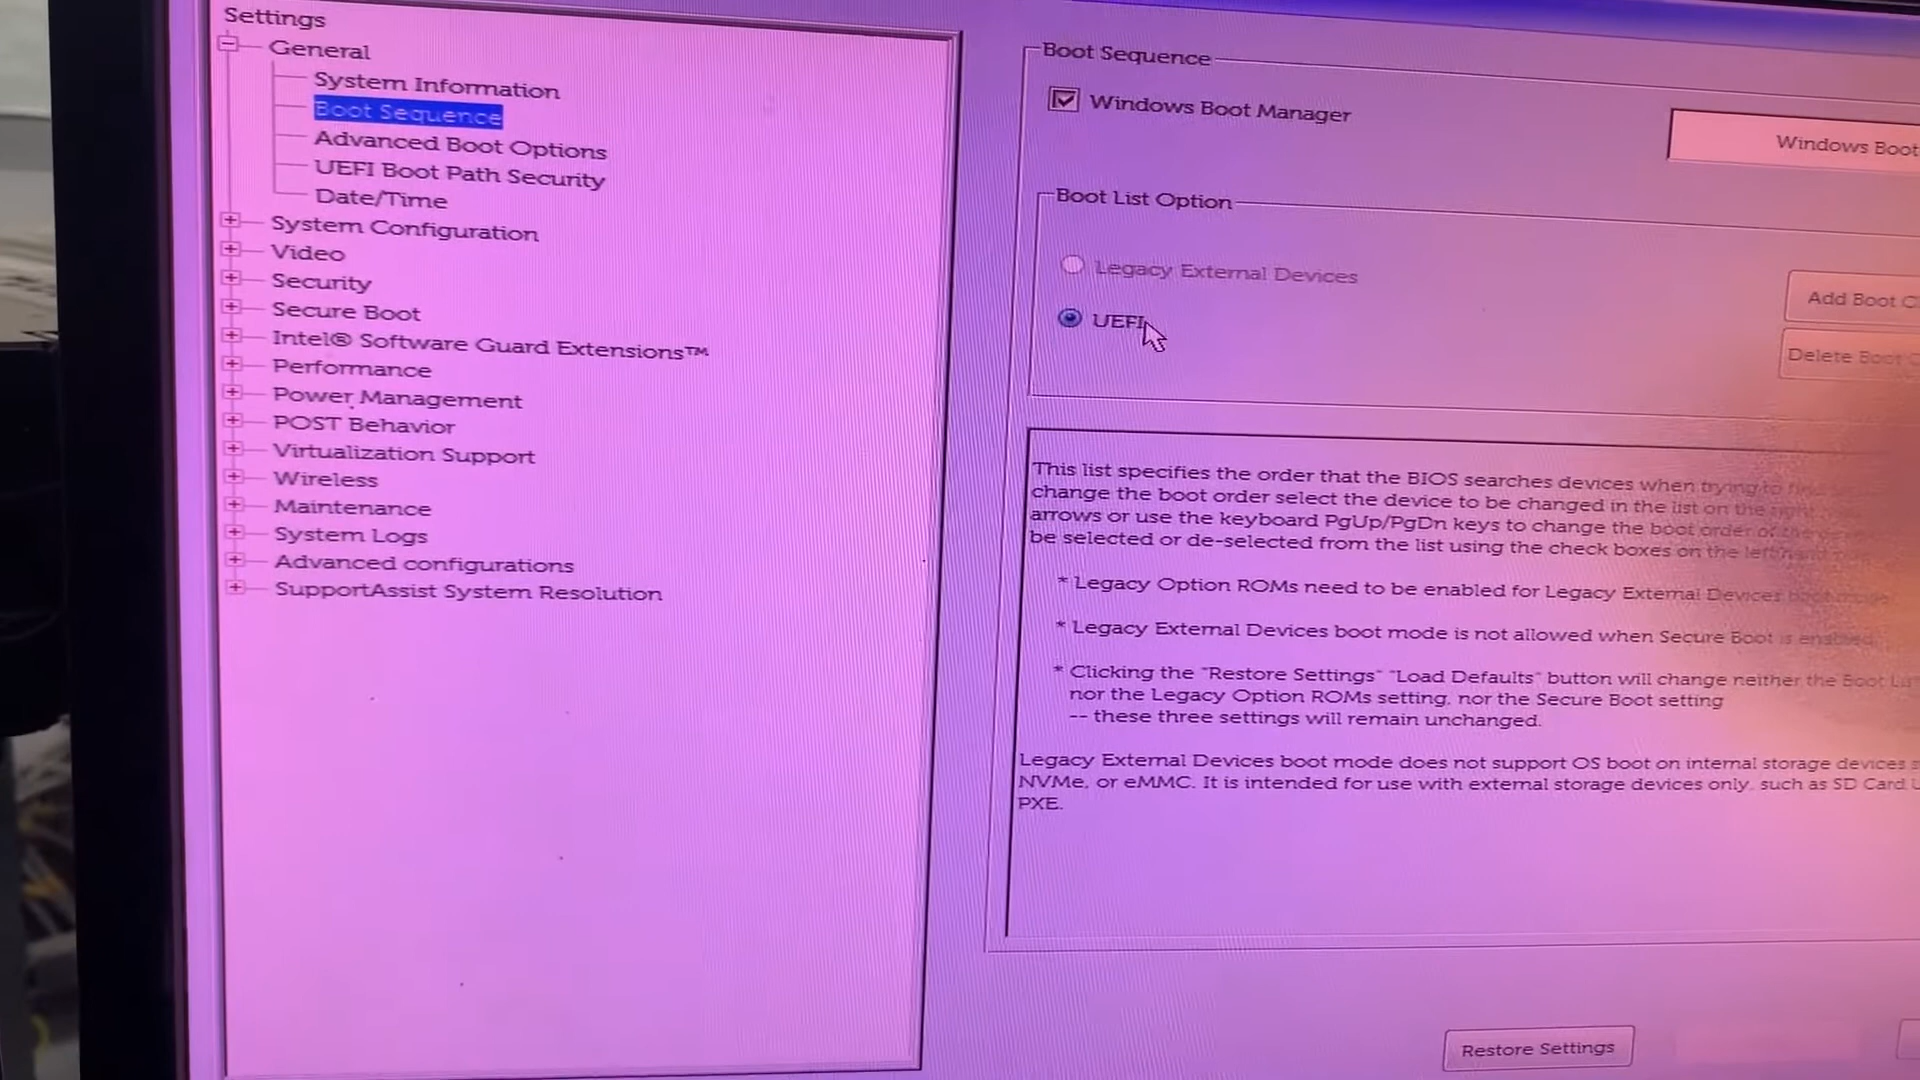 Settings
General
System Information
Boot Sequence
Advanced Boot Options
UEFI Boot Path Security
Date/Time
System Configuration
Video
Security
Secure Boot
Intel® Software Guard Extensions™
Performance
Power Management
POST Behavior
Virtualization Support
Wireless
Maintenance
System Logs
Advanced configurations
SupportAssist System Resolution
Boot Sequence
Windows Boot Manager
Windows Boot
Boot List Option
Legacy External Devices
UEFI
Add Boot
Delete Boot
This list specifies the order that the BIOS searches devices when trying to
change the boot order select the device to be changed in the list on the right
arrows or use the keyboard PgUp/PgDn keys to change the boot order of the
be selected or de-selected from the list using the check boxes on the left
* Legacy Option ROMs need to be enabled for Legacy External Devices boot mode
* Legacy External Devices boot mode is not allowed when Secure Boot is enabled
* Clicking the "Restore Settings" "Load Defaults" button will change neither the Boot
nor the Legacy Option ROMs setting, nor the Secure Boot setting
-- these three settings will remain unchanged.
Legacy External Devices boot mode does not support OS boot on internal storage devices
NVMe, or eMMC. It is intended for use with external storage devices only, such as SD Card
PXE.
Restore Settings